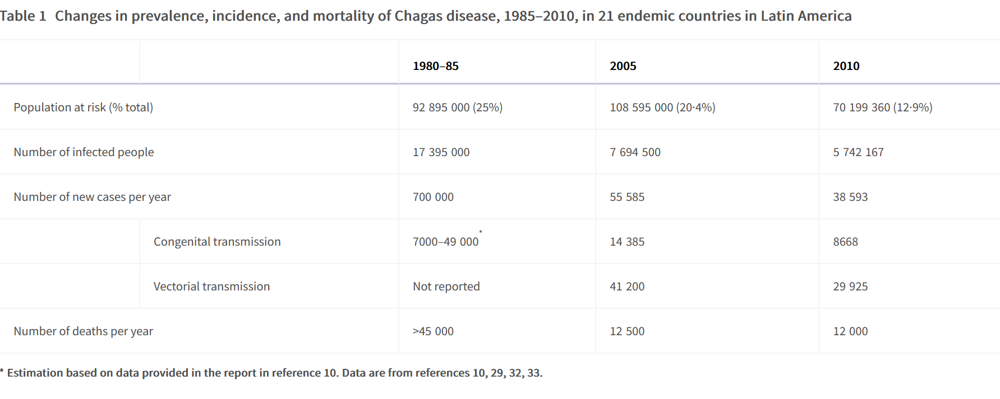 Table 1 Changes in prevalence, incidence, and mortality of Chagas disease, 1985–2010, in 21 endemic countries in Latin America
1980–85 2005 2010
Population at risk (% total) 92 895 000 (25%) 108 595 000 (20·4%) 70 199 360 (12·9%)
Number of infected people 17 395 000 7 694 500 5 742 167
Number of new cases per year 700 000 55 585 38 593
Congenital transmission 7000–49 000* 14 385 8668
Vectorial transmission Not reported 41 200 29 925
Number of deaths per year >45 000 12 500 12 000
* Estimation based on data provided in the report in reference 10. Data are from references 10, 29, 32, 33.